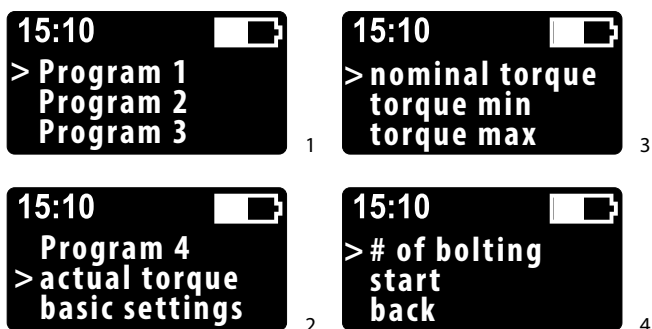 15:10
> Program 1
Program 2
Program 3
1
15:10
Program 4
> actual torque
basic settings
2
15:10
> nominal torque
torque min
torque max
3
15:10
> # of bolting
start
back
4